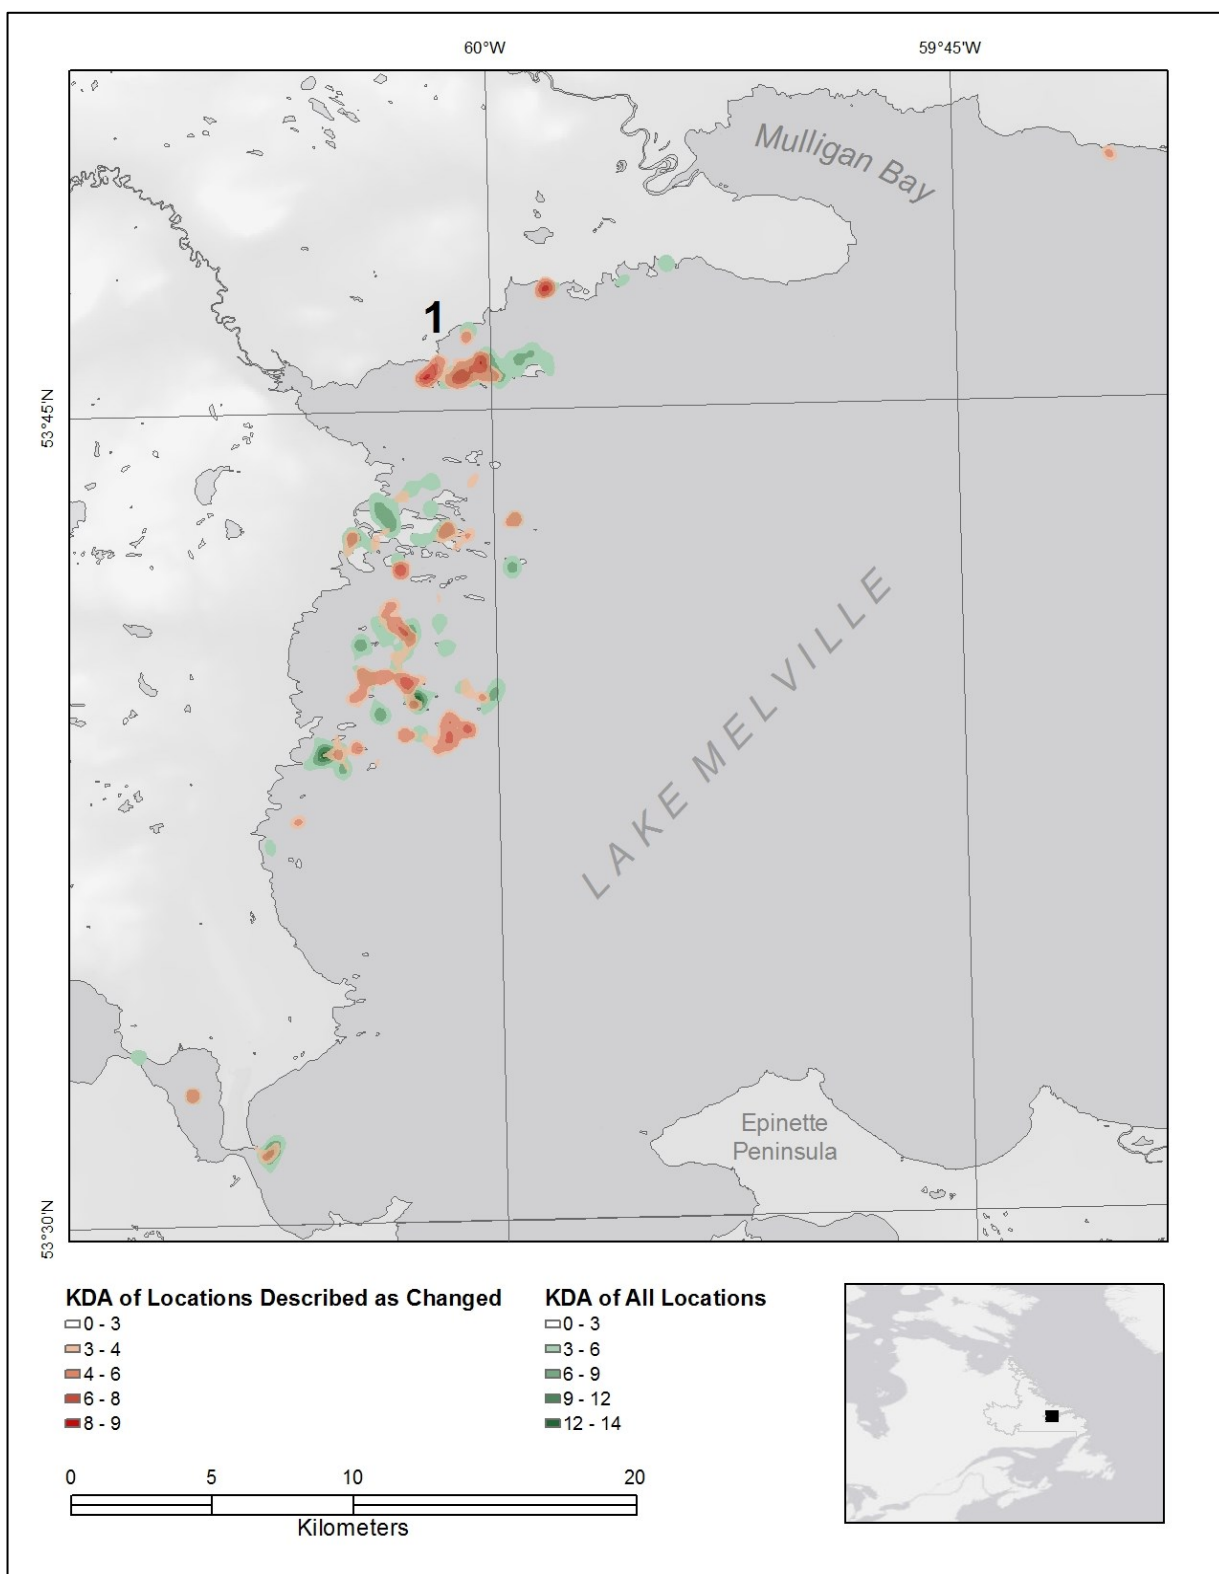 60°W
59°45'W
Mulligan Bay
1
53°45'N
LAKE MELVILLE
Epinette
Peninsula
53°30'N
KDA of Locations Described as Changed
0 - 3
3 - 4
4 - 6
6 - 8
8 - 9
KDA of All Locations
0 - 3
3 - 6
6 - 9
9 - 12
12 - 14
0 5 10 20
Kilometers